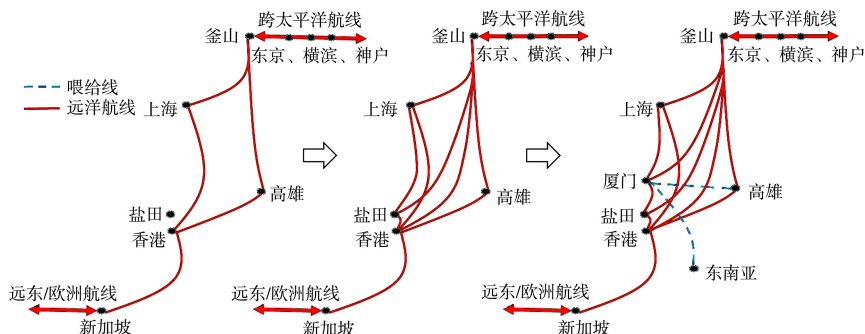 跨太平洋航线
釜山
东京、横滨、神户
喂给线
远洋航线
上海
高雄
盐田
香港
远东/欧洲航线
新加坡
跨太平洋航线
釜山
东京、横滨、神户
上海
高雄
盐田
香港
远东/欧洲航线
新加坡
跨太平洋航线
釜山
东京、横滨、神户
上海
厦门
高雄
盐田
香港
东南亚
远东/欧洲航线
新加坡